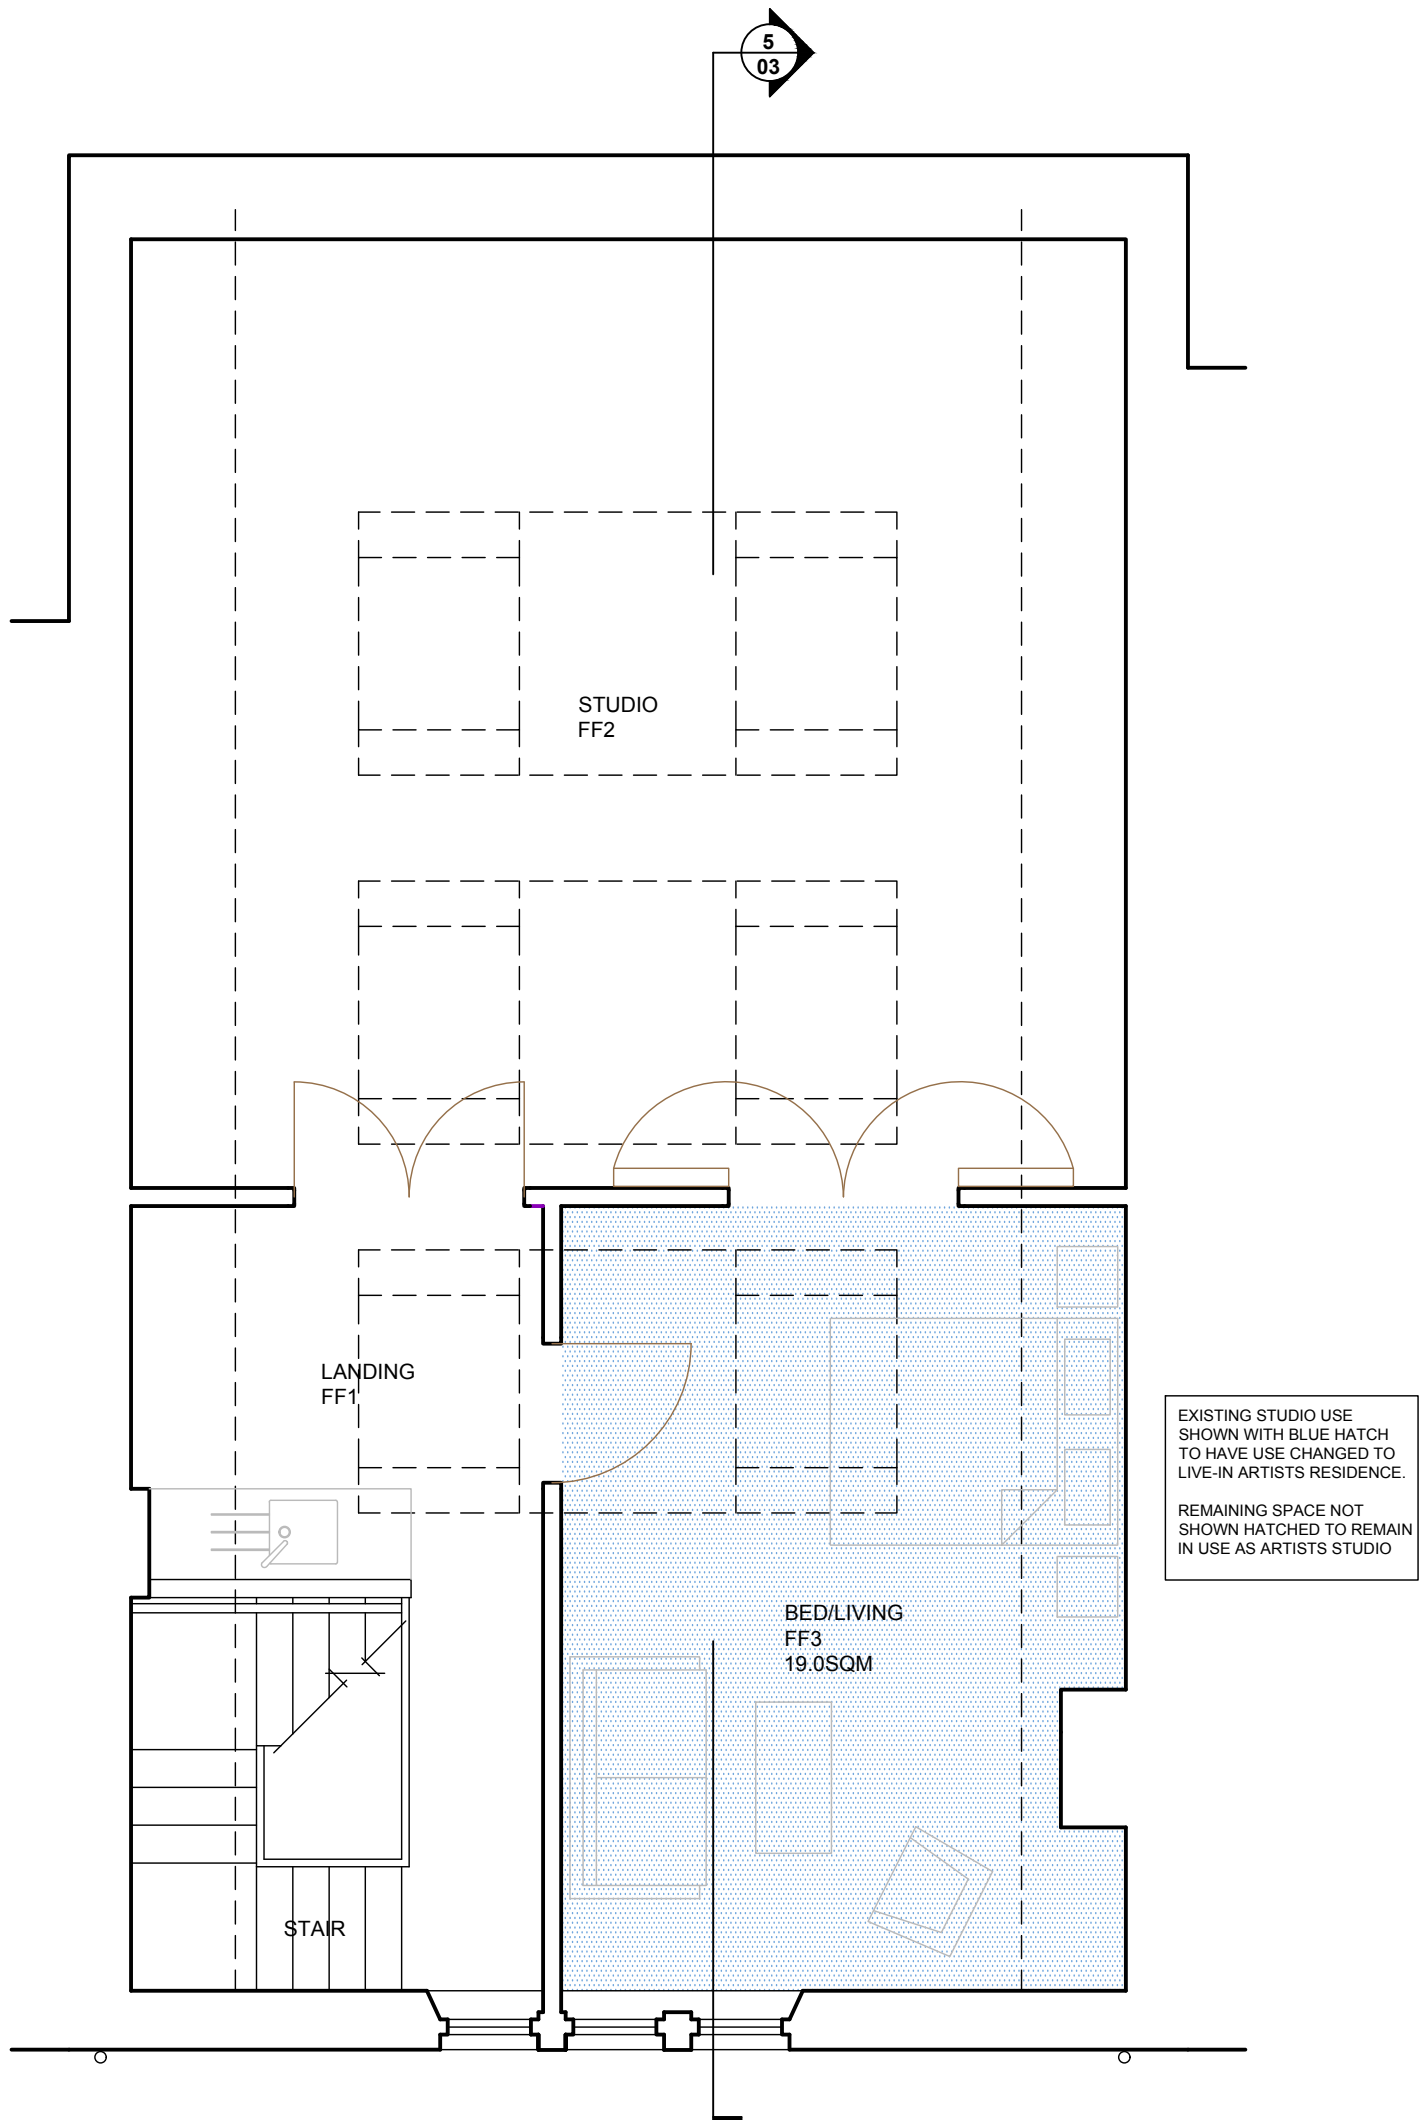 5
03
STUDIO
FF2
LANDING
FF1
EXISTING STUDIO USE
SHOWN WITH BLUE HATCH
TO HAVE USE CHANGED TO
LIVE-IN ARTISTS RESIDENCE.
REMAINING SPACE NOT
SHOWN HATCHED TO REMAIN
IN USE AS ARTISTS STUDIO
BED/LIVING
FF3
19.0SQM
STAIR